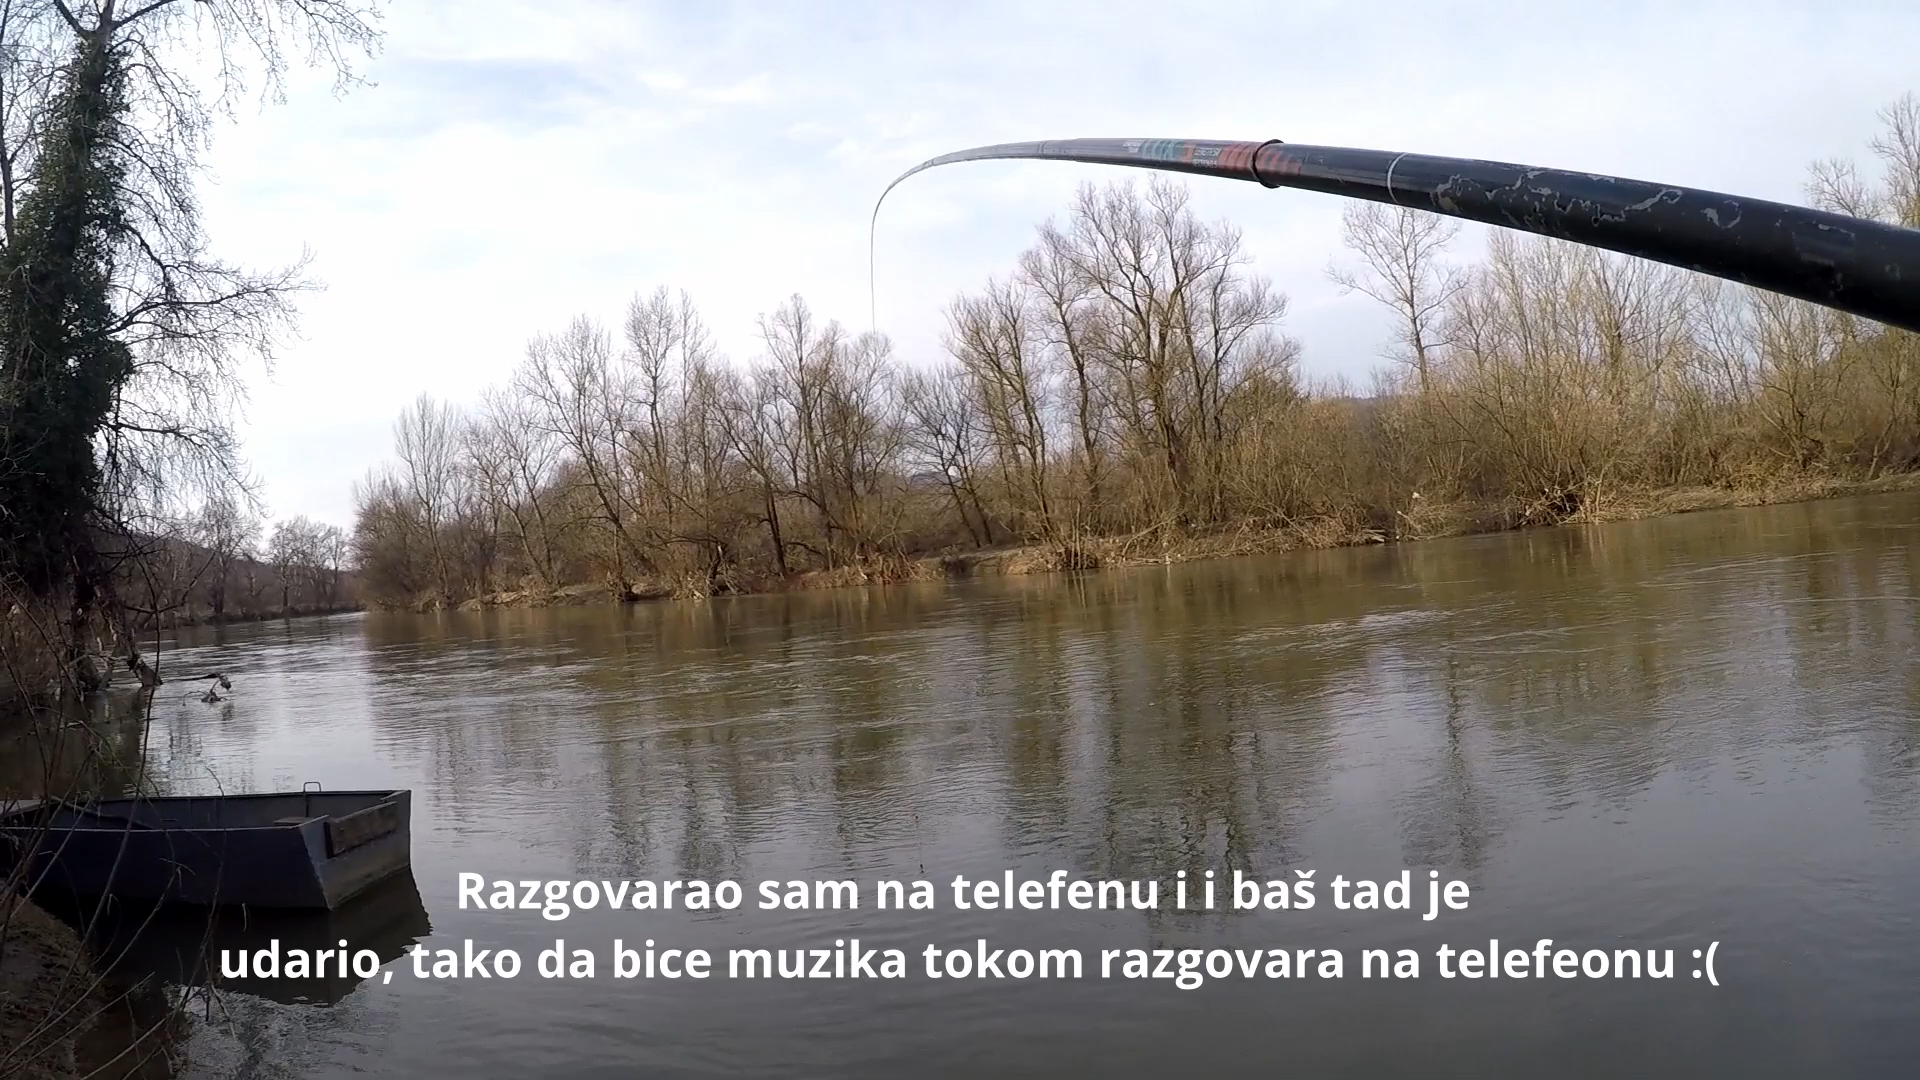 Razgovarao sam na telefenu i i baš tad je
udario, tako da bice muzika tokom razgovara na telefeonu :(